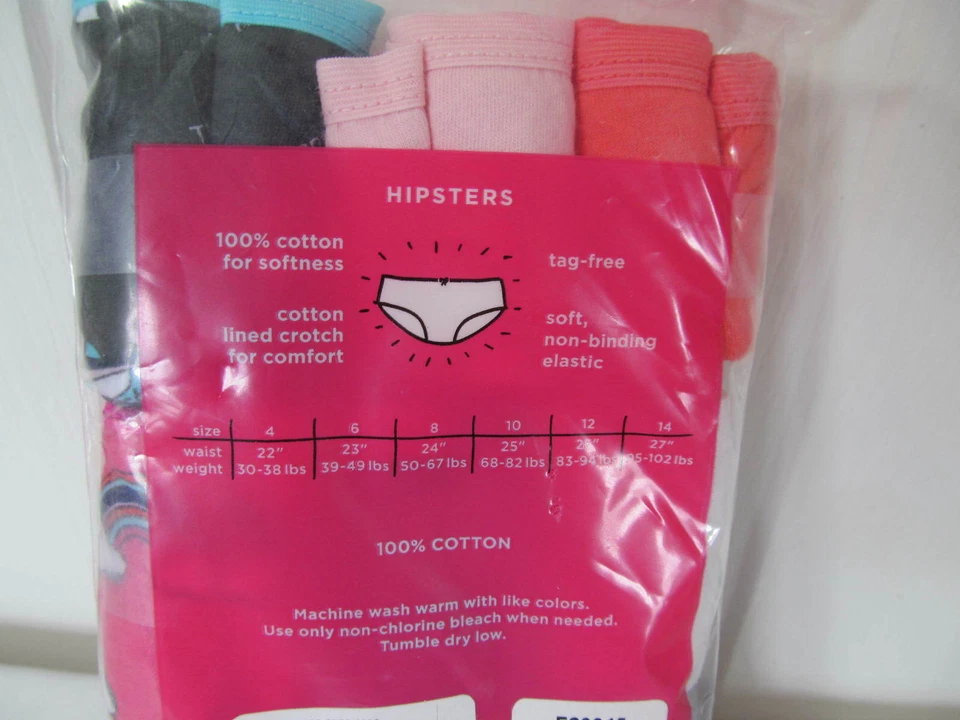 HIPSTERS
100% cotton
for softness
tag-free
cotton
lined crotch
for comfort
soft,
non-binding
elastic
size 4 6 8 10 12 14
waist 22" 23" 24" 25" 27"
weight 30-38 lbs 39-49 lbs 50-67 lbs 68-82 lbs 83-94 lbs 95-102 lbs
100% COTTON
Machine wash warm with like colors.
Use only non-chlorine bleach when needed.
Tumble dry low.